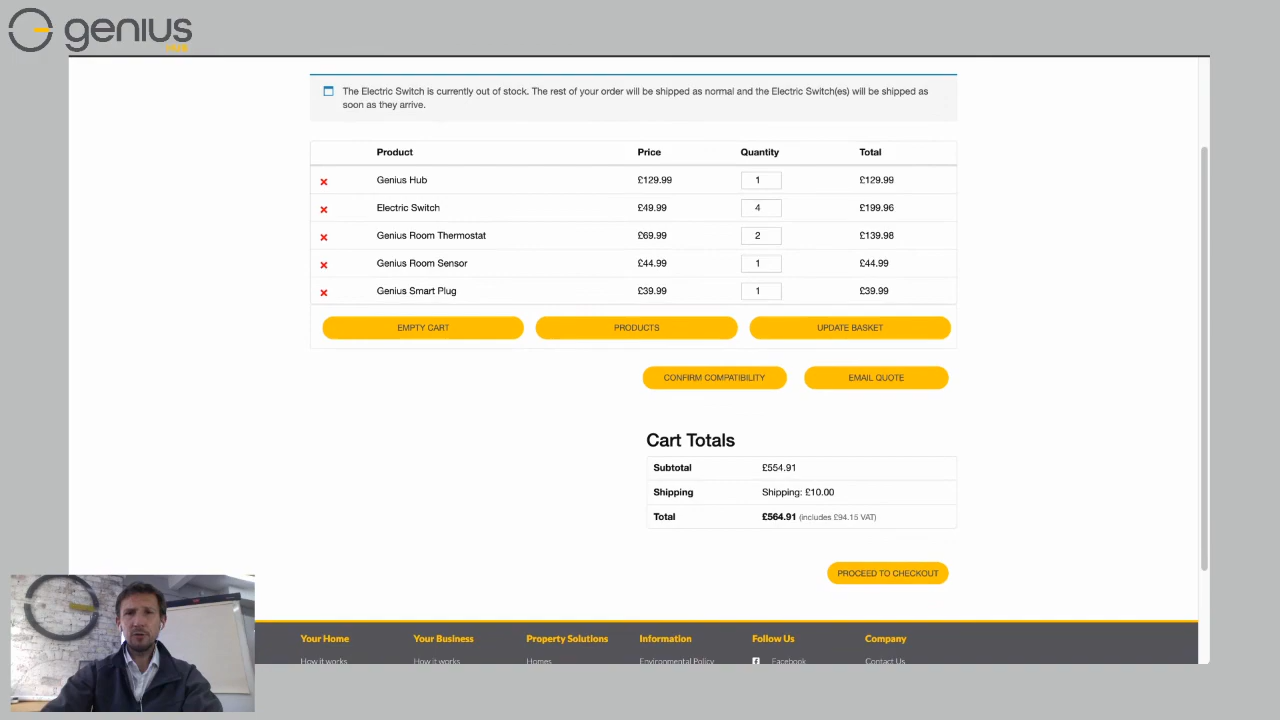 genius
HUB
The Electric Switch is currently out of stock. The rest of your order will be shipped as normal and the Electric Switch(es) will be shipped as
soon as they arrive.
Product Price Quantity Total
Genius Hub £129.99 1 £129.99
Electric Switch £49.99 4 £199.96
Genius Room Thermostat £69.99 2 £139.98
Genius Room Sensor £44.99 1 £44.99
Genius Smart Plug £39.99 1 £39.99
EMPTY CART PRODUCTS UPDATE BASKET
CONFIRM COMPATIBILITY EMAIL QUOTE
Cart Totals
Subtotal £554.91
Shipping Shipping: £10.00
Total £564.91 (includes £94.15 VAT)
PROCEED TO CHECKOUT
Your Home Your Business Property Solutions Information Follow Us Company
How it works How it works Homes Environmental Policy Facebook Contact Us